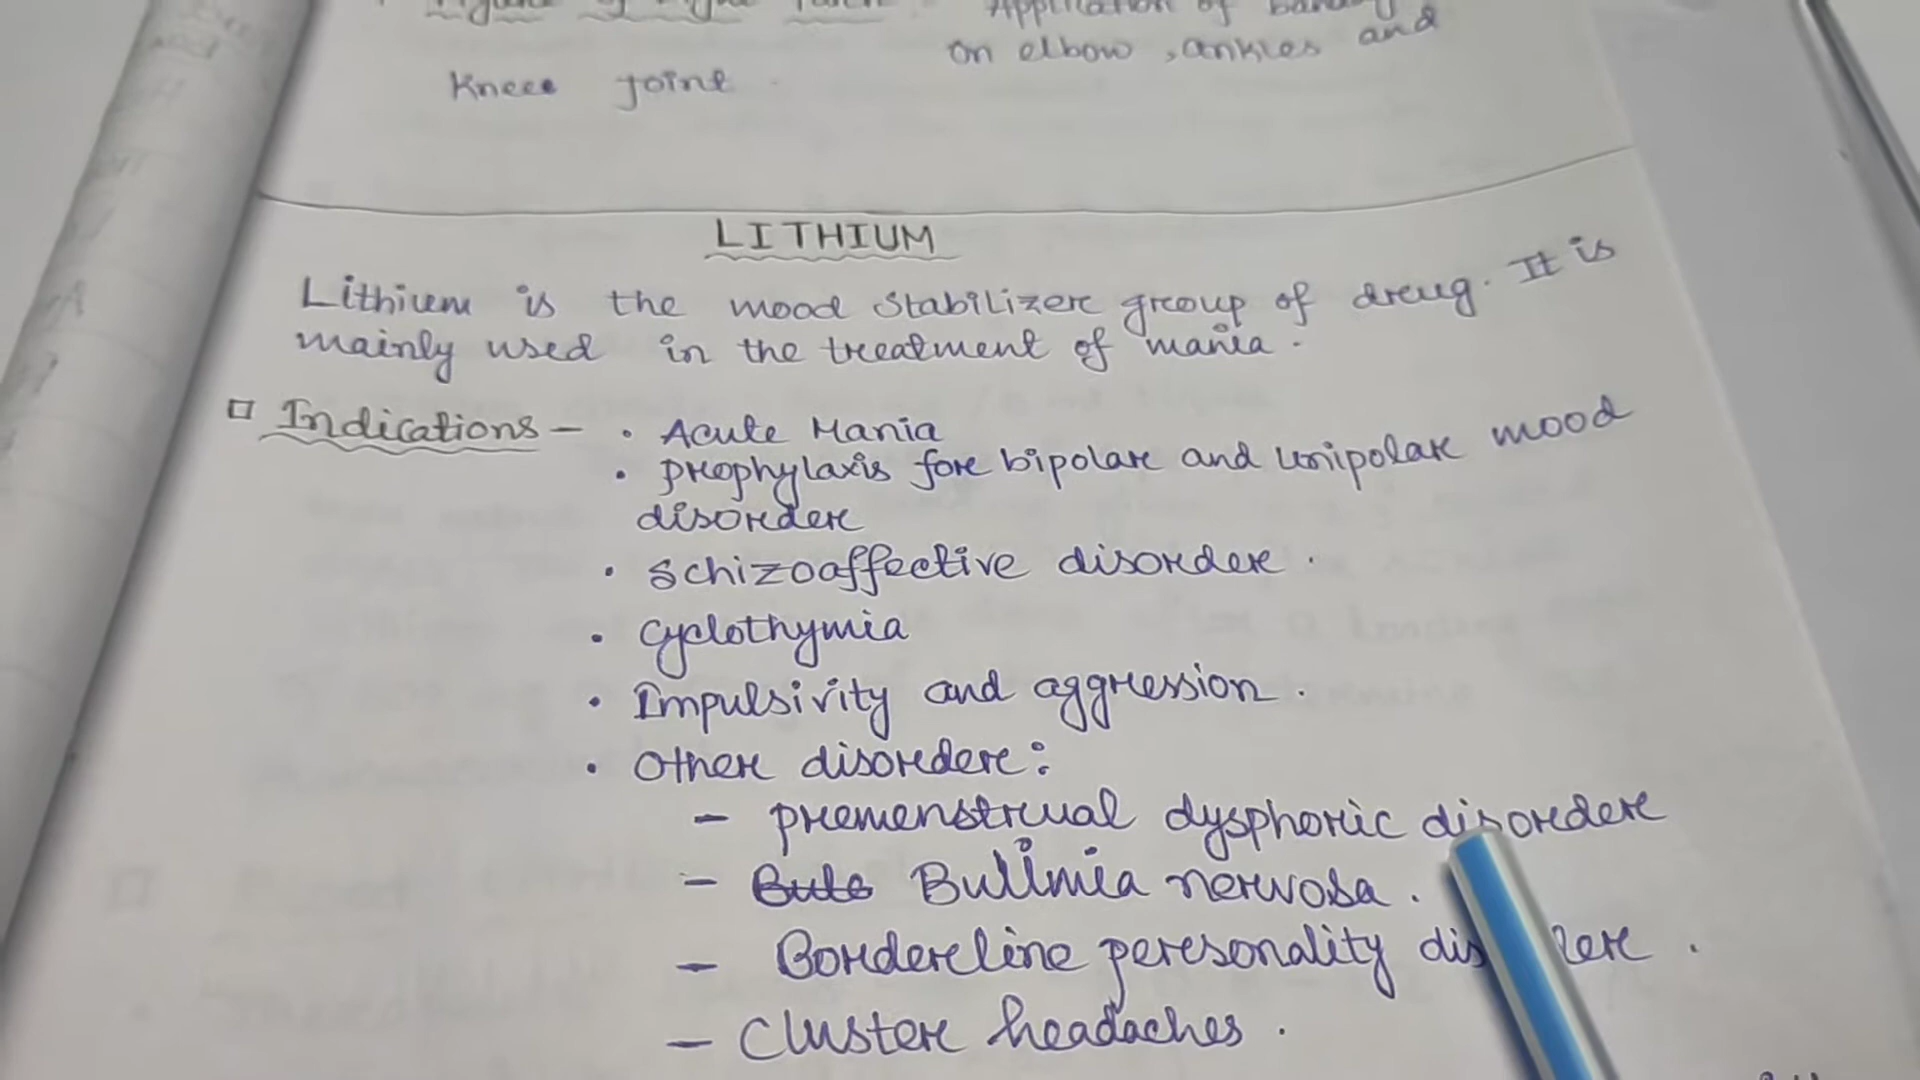 Application of
on elbow, ankles and
Knee joint
LITHIUM
Lithium is the mood stabilizer group of drug. It is
mainly used in the treatment of mania.
Indications - • Acute Mania
• prophylaxis for bipolar and unipolar mood
disorder
• schizoaffective disorder.
• cyclothymia
• Impulsivity and aggression.
• Other disorder:
- premenstrual dysphoric disorder
- Bulimia nervosa.
- Borderline personality
- Cluster headaches.